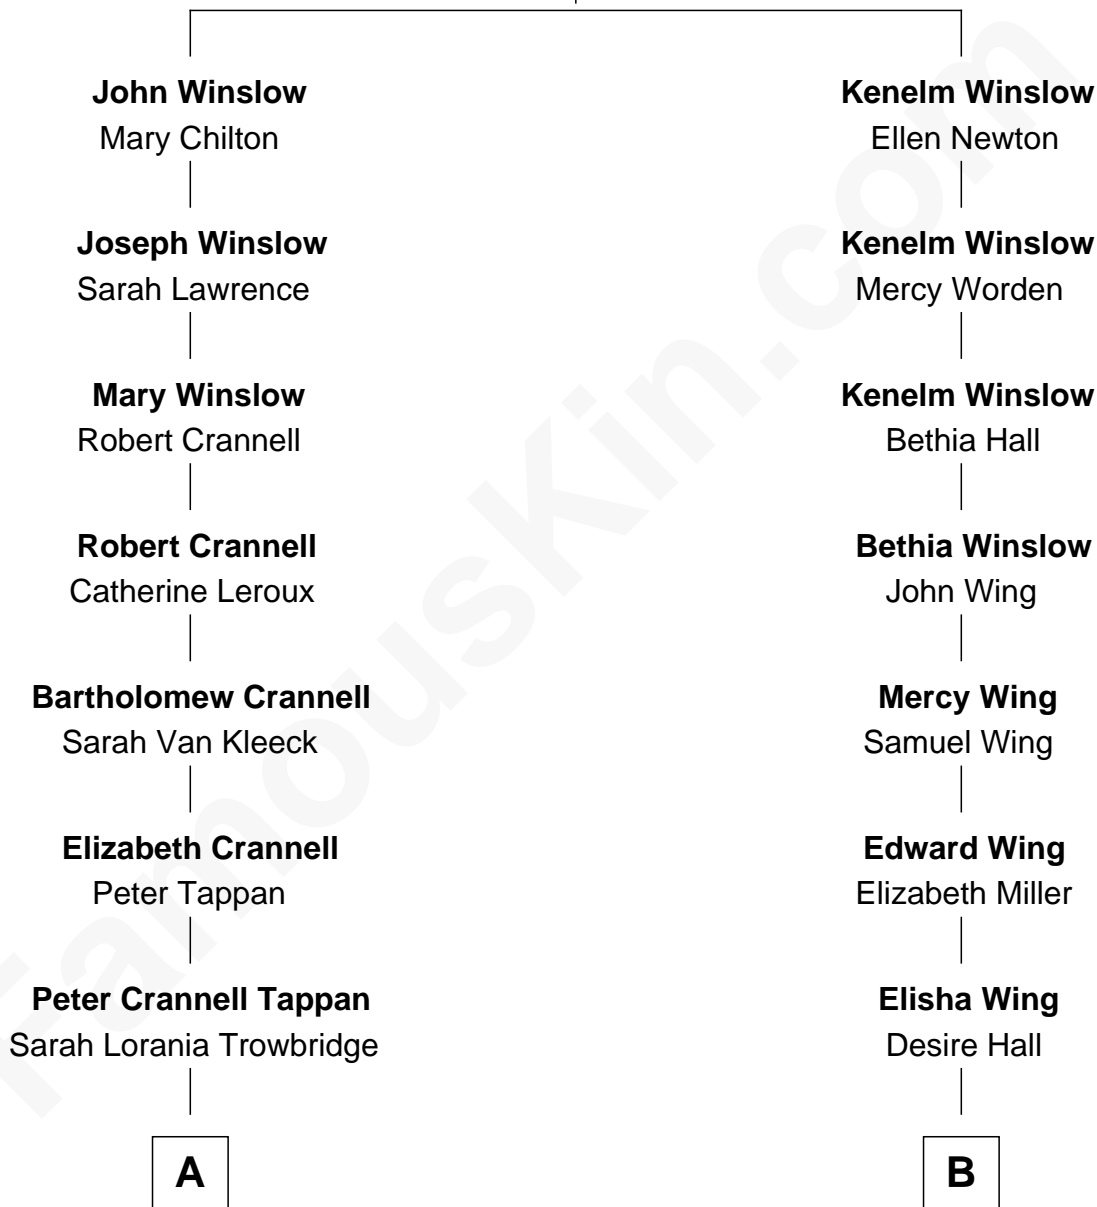 John Winslow
Mary Chilton
Joseph Winslow
Sarah Lawrence
Mary Winslow
Robert Crannell
Robert Crannell
Catherine Leroux
Bartholomew Crannell
Sarah Van Kleeck
Elizabeth Crannell
Peter Tappan
Peter Crannell Tappan
Sarah Lorania Trowbridge
A
Kenelm Winslow
Ellen Newton
Kenelm Winslow
Mercy Worden
Kenelm Winslow
Bethia Hall
Bethia Winslow
John Wing
Mercy Wing
Samuel Wing
Edward Wing
Elizabeth Miller
Elisha Wing
Desire Hall
B
FamousKin.com